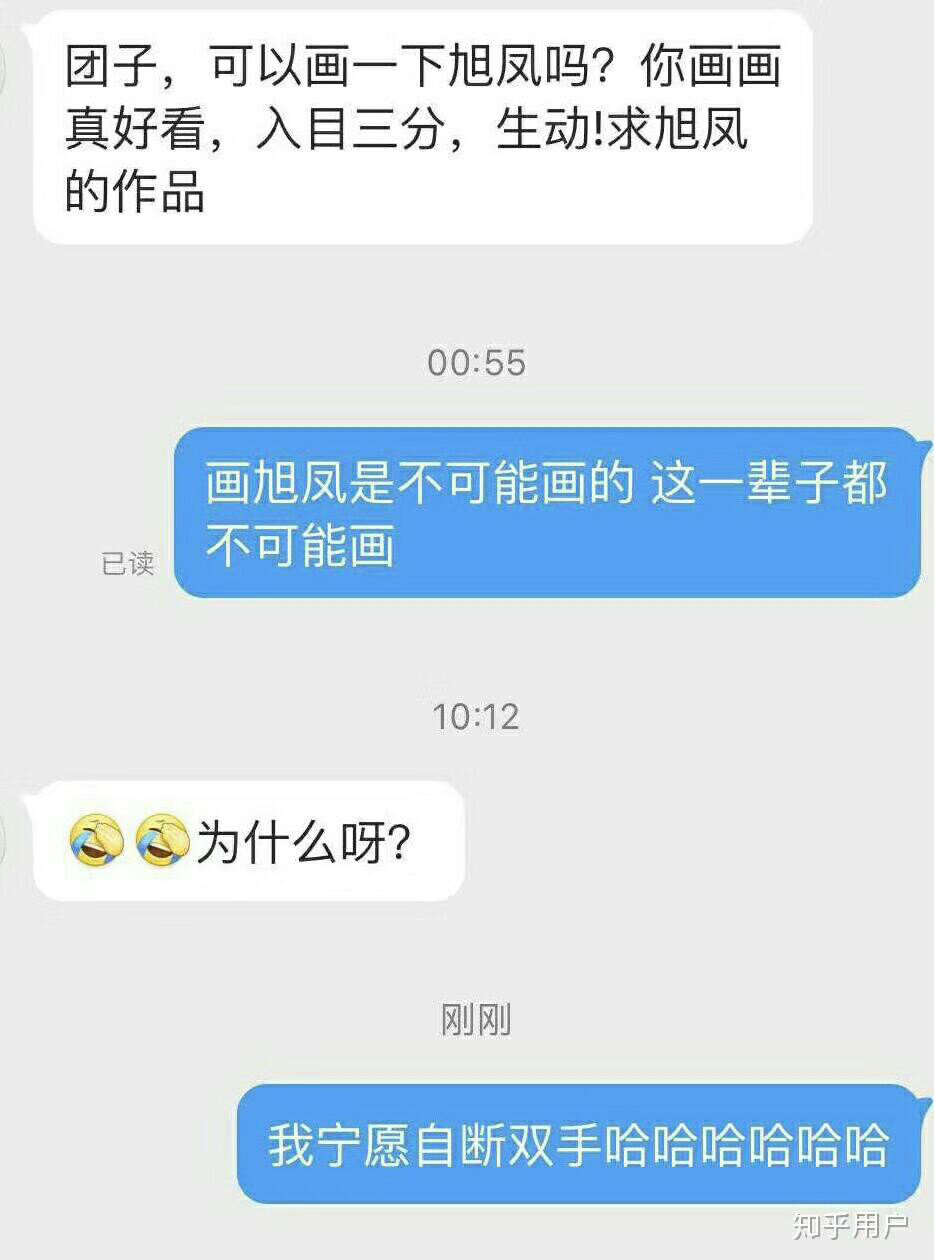 团子，可以画一下旭凤吗？你画画
真好看，入目三分，生动!求旭凤
的作品
00:55
画旭凤是不可能画的 这一辈子都
不可能画
已读
10:12
🤣🤣为什么呀?
刚刚
我宁愿自断双手哈哈哈哈哈哈
知乎用户